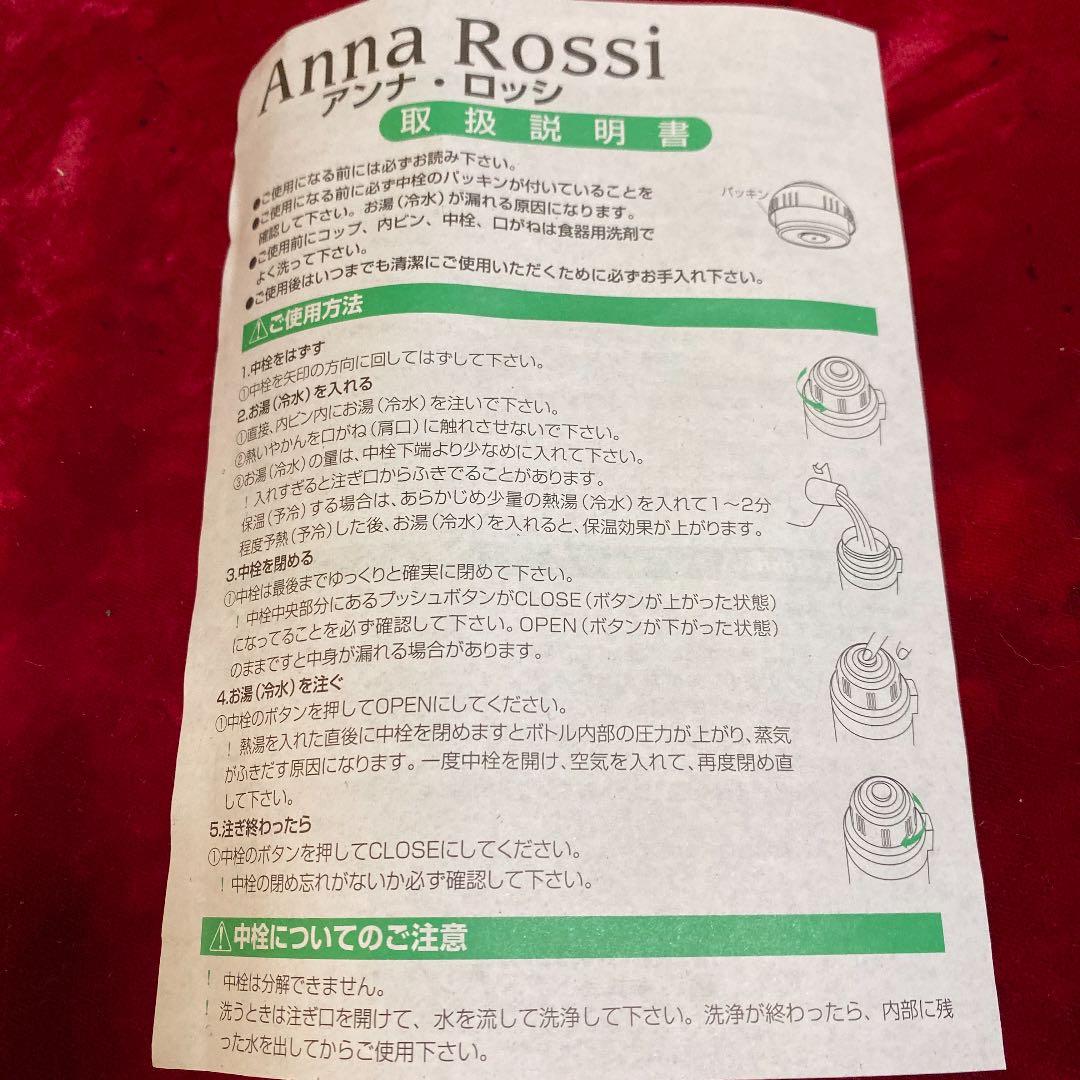 Anna Rossi
アンナ・ロッシ
取扱説明書
●ご使用になる前には必ずお読み下さい。
●ご使用になる前に必ず中栓のパッキンが付いていることを
確認して下さい。お湯(冷水)が漏れる原因になります。
●ご使用前にコップ、内ビン、中栓、口がねは食器用洗剤で
よく洗って下さい。
●ご使用後はいつまでも清潔にご使用いただくために必ずお手入れ下さい。
パッキン
⚠ご使用方法
1.中栓をはずす
①中栓を矢印の方向に回してはずして下さい。
2.お湯(冷水)を入れる
①直接、内ビン内にお湯(冷水)を注いで下さい。
②熱いやかんを口がね(肩口)に触れさせないで下さい。
③お湯(冷水)の量は、中栓下端より少なめに入れて下さい。
！入れすぎると注ぎ口からふきでることがあります。
保温(予冷)する場合は、あらかじめ少量の熱湯(冷水)を入れて1～2分
程度予熱(予冷)した後、お湯(冷水)を入れると、保温効果が上がります。
3.中栓を閉める
①中栓は最後までゆっくりと確実に閉めて下さい。
！中栓中央部分にあるプッシュボタンがCLOSE(ボタンが上がった状態)
になってることを必ず確認して下さい。OPEN(ボタンが下がった状態)
のままですと中身が漏れる場合があります。
4.お湯(冷水)を注ぐ
①中栓のボタンを押してOPENにしてください。
！熱湯を入れた直後に中栓を閉めますとボトル内部の圧力が上がり、蒸気
がふきだす原因になります。一度中栓を開け、空気を入れて、再度閉め直
して下さい。
5.注ぎ終わったら
①中栓のボタンを押してCLOSEにしてください。
！中栓の閉め忘れがないか必ず確認して下さい。
⚠中栓についてのご注意
！中栓は分解できません。
！洗うときは注ぎ口を開けて、水を流して洗浄して下さい。洗浄が終わったら、内部に残
った水を出してからご使用下さい。